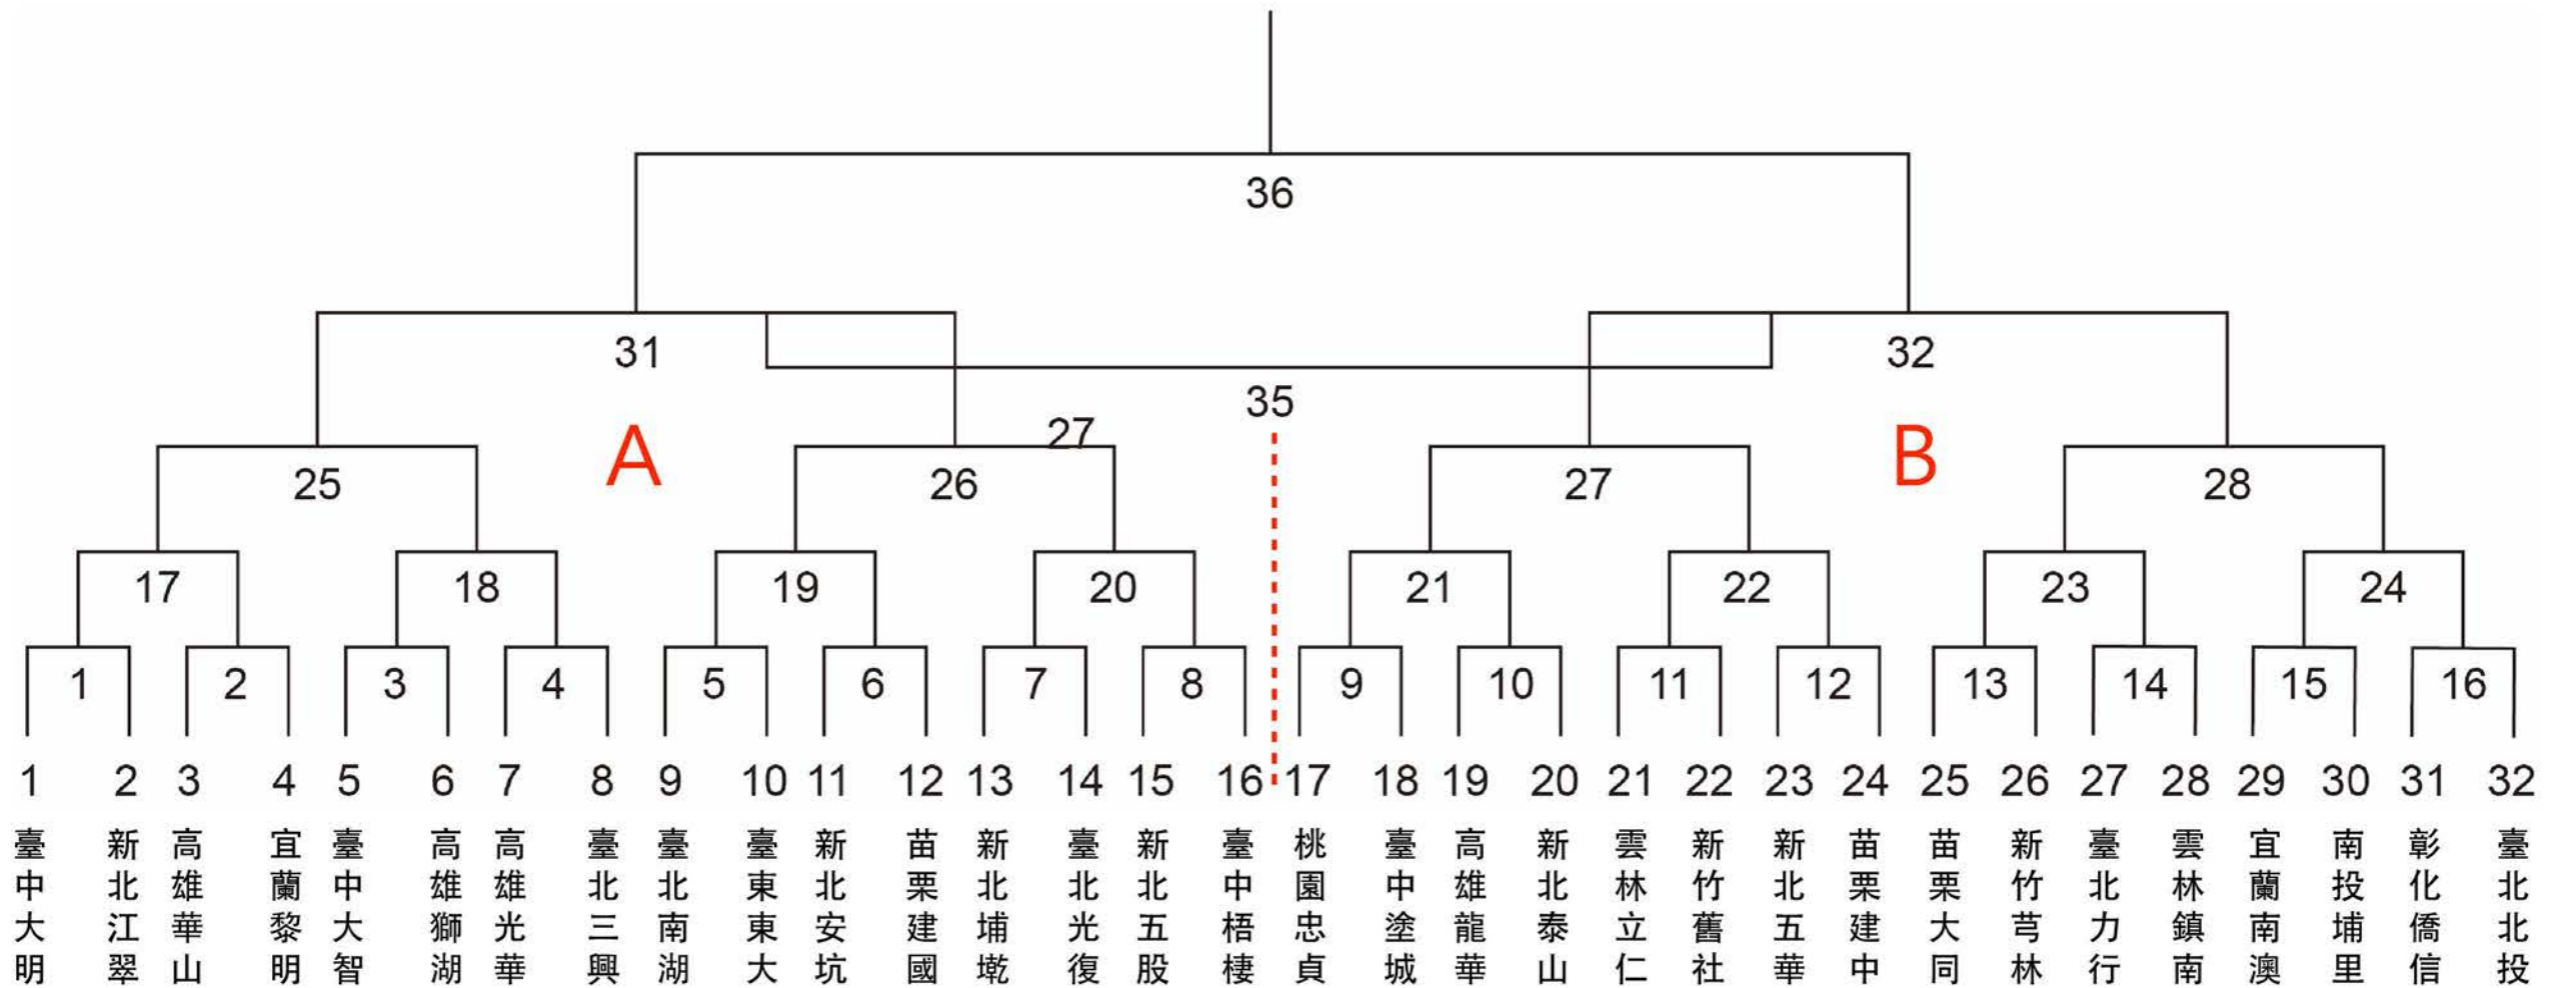 36
31
32
35
27
A
B
25
26
27
28
17
18
19
20
21
22
23
24
1
2
3
4
5
6
7
8
9
10
11
12
13
14
15
16
1 2 3 4 5 6 7 8 9 10 11 12 13 14 15 16 17 18 19 20 21 22 23 24 25 26 27 28 29 30 31 32
臺中大明
新北江翠
高雄華山
宜蘭黎明
臺中大智
高雄獅湖
高雄光華
臺北三興
臺北南湖
臺東東大
新北安坑
苗栗建國
新北埔墘
臺北光復
新北五股
臺中梧棲
桃園忠貞
臺中塗城
高雄龍華
新北泰山
雲林立仁
新竹舊社
新北五華
苗栗建中
苗栗大同
新竹芎林
臺北力行
雲林鎮南
宜蘭南澳
南投埔里
彰化僑信
臺北北投